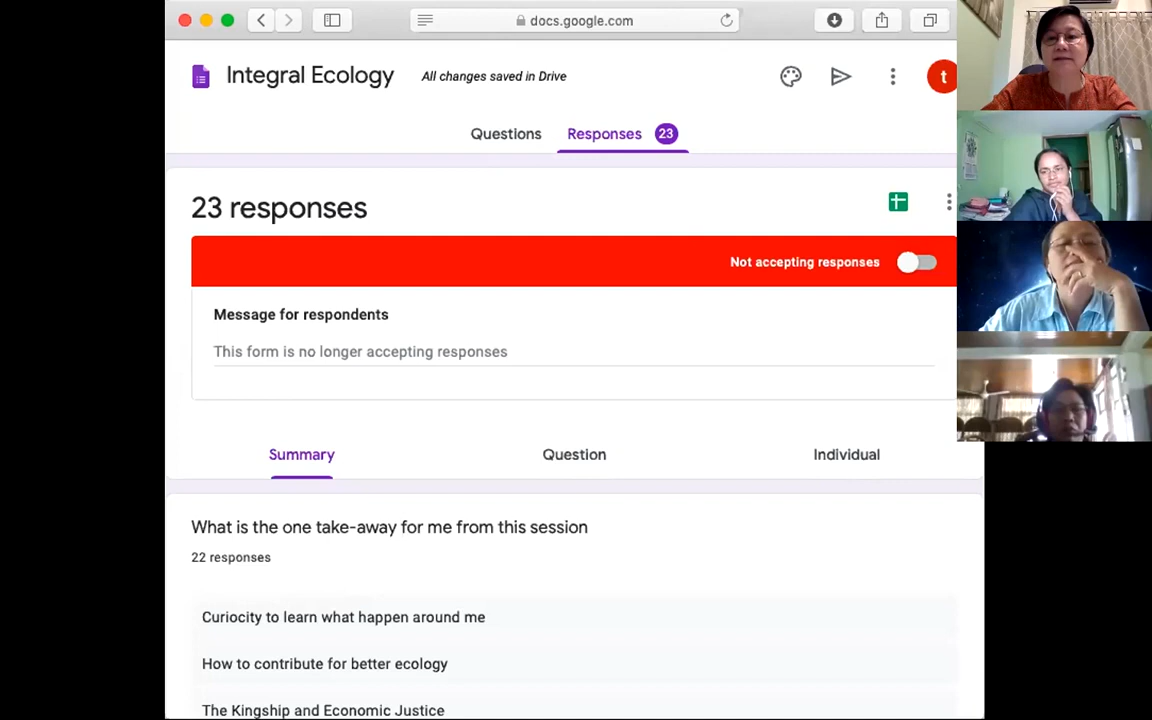 docs.google.com
Integral Ecology
All changes saved in Drive
t
Questions
Responses 23
23 responses
Not accepting responses
Message for respondents
This form is no longer accepting responses
Summary
Question
Individual
What is the one take-away for me from this session
22 responses
Curiocity to learn what happen around me
How to contribute for better ecology
The Kingship and Economic Justice